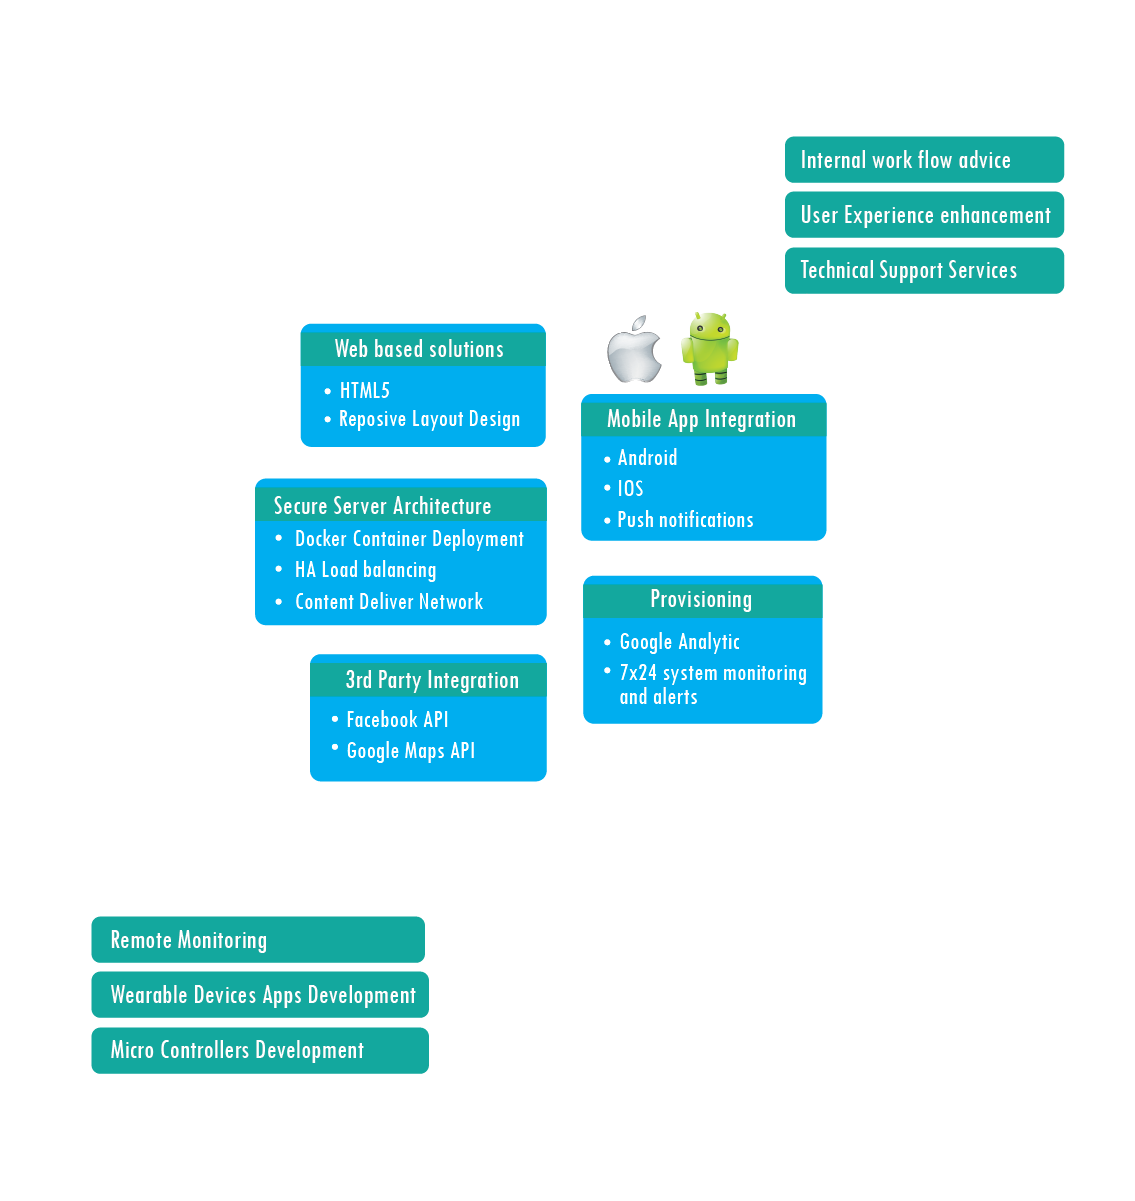 Internal work flow advice
User Experience enhancement
Technical Support Services
Web based solutions
• HTML5
• Reposive Layout Design
Mobile App Integration
• Android
• IOS
• Push notifications
Secure Server Architecture
• Docker Container Deployment
• HA Load balancing
• Content Deliver Network
Provisioning
• Google Analytic
• 7x24 system monitoring
and alerts
3rd Party Integration
• Facebook API
• Google Maps API
Remote Monitoring
Wearable Devices Apps Development
Micro Controllers Development